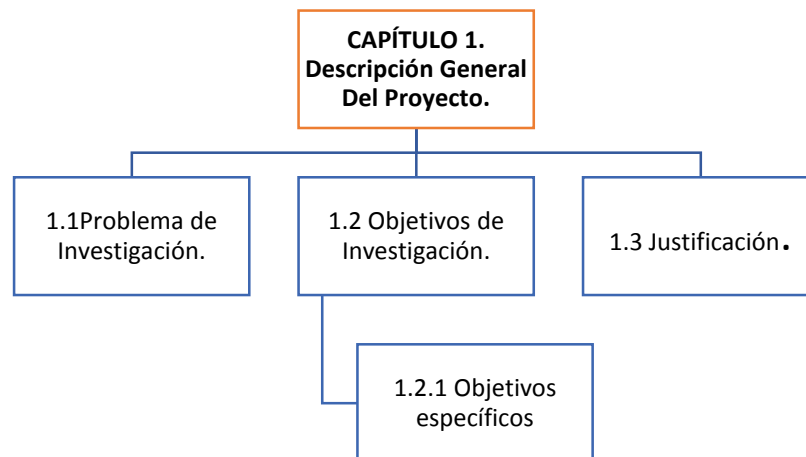 CAPÍTULO 1.
Descripción General
Del Proyecto.
1.1Problema de
Investigación.
1.2 Objetivos de
Investigación.
1.3 Justificación.
1.2.1 Objetivos
específicos